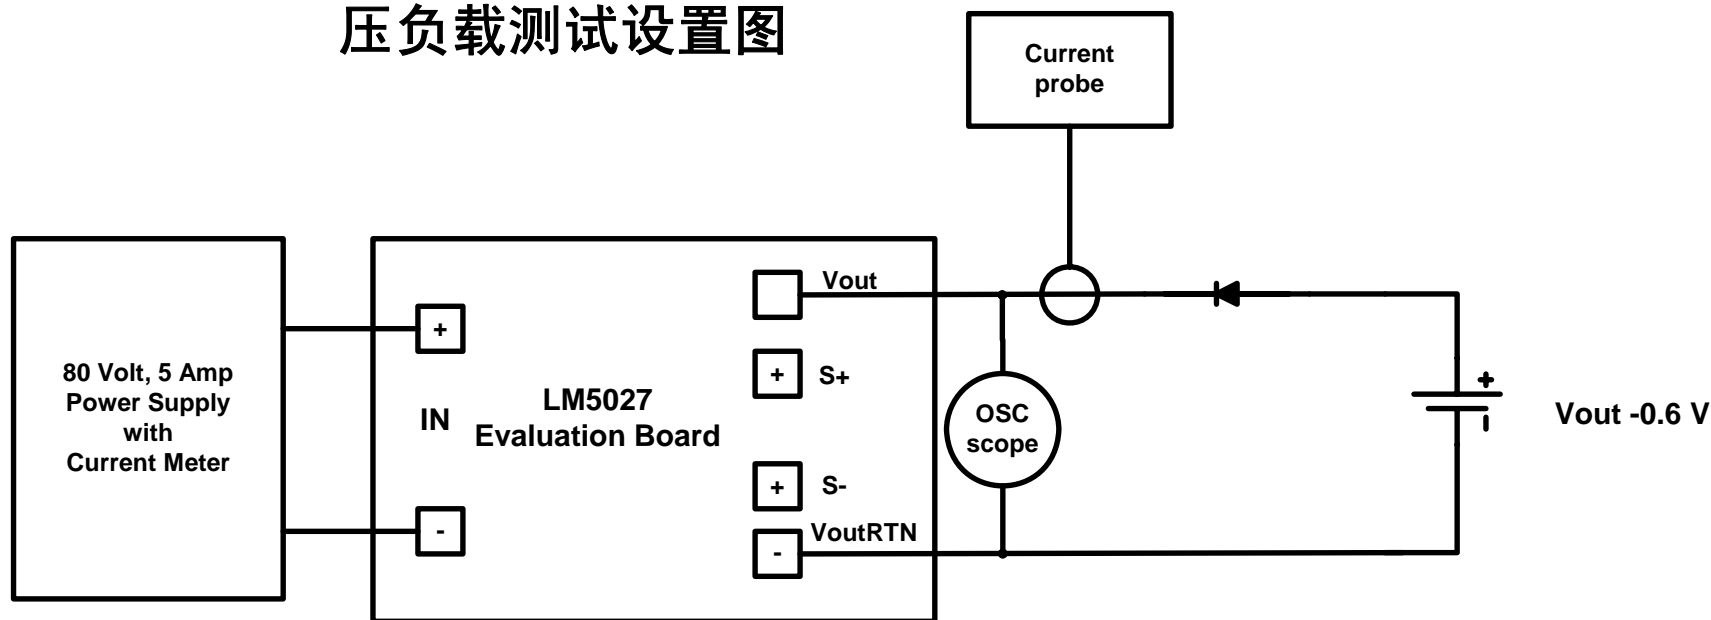 压负载测试设置图
Current
probe
80 Volt, 5 Amp
Power Supply
with
Current Meter
+
IN
-
LM5027
Evaluation Board
Vout
+ S+
+ S-
VoutRTN
-
OSC
scope
+
-
Vout -0.6 V